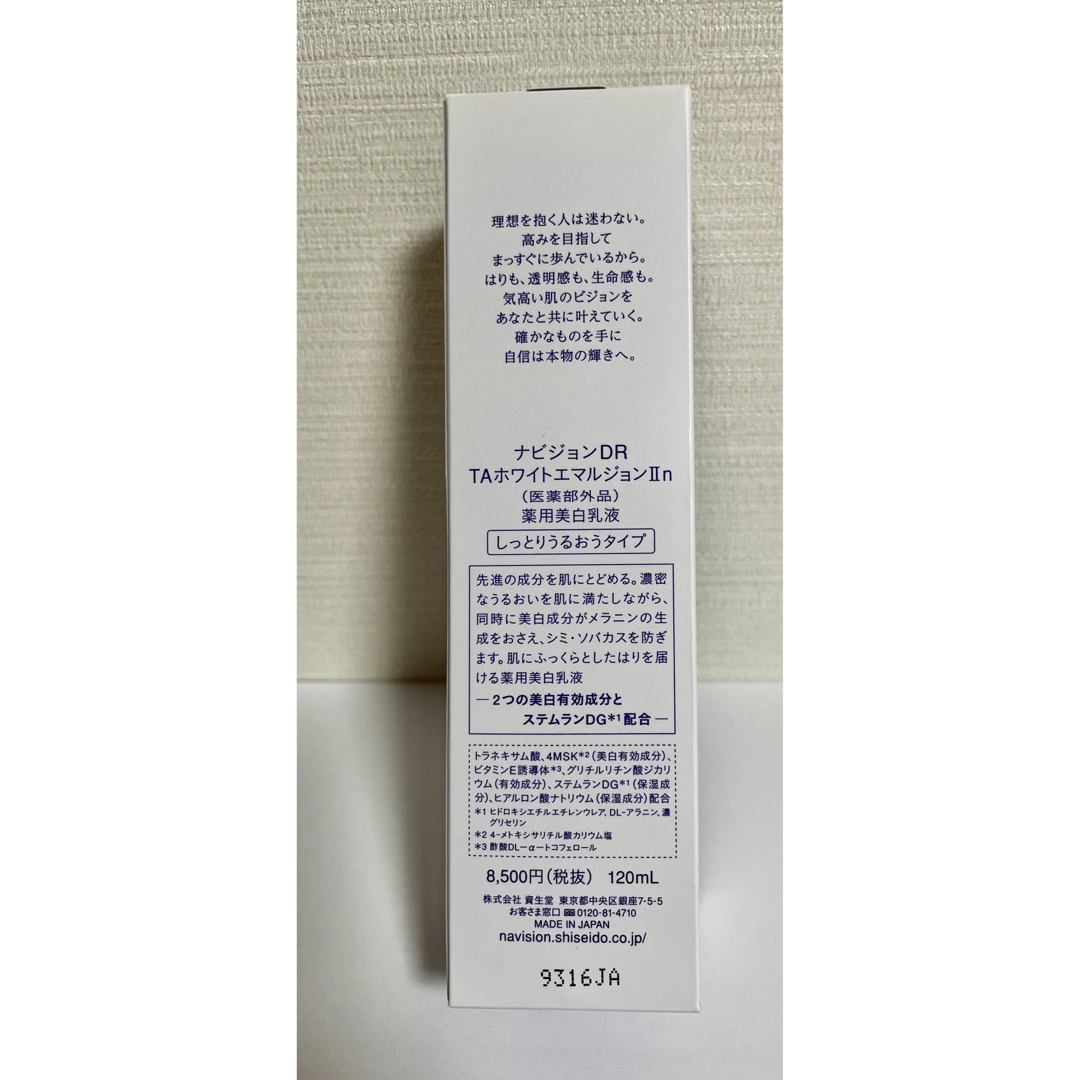 理想を抱く人は迷わない。
高みを目指して
まっすぐに歩んでいるから。
はりも、透明感も、生命感も。
気高い肌のビジョンを
あなたと共に叶えていく。
確かなものを手に
自信は本物の輝きへ。
ナビジョンDR
TAホワイトエマルジョンⅡn
（医薬部外品）
薬用美白乳液
しっとりうるおうタイプ
先進の成分を肌にとどめる。濃密
なうるおいを肌に満たしながら、
同時に美白成分がメラニンの生
成をおさえ、シミ・ソバカスを防ぎ
ます。肌にふっくらとしたはりを届
ける薬用美白乳液
―2つの美白有効成分と
ステムランDG*1配合―
トラネキサム酸、4MSK*2（美白有効成分）、
ビタミンE誘導体*3、グリチルリチン酸ジカリ
ウム（有効成分）、ステムランDG*1（保湿成
分）、ヒアルロン酸ナトリウム（保湿成分）配合
*1 ヒドロキシエチルエチレンウレア、DL-アラニン、濃
グリセリン
*2 4-メトキシサリチル酸カリウム塩
*3 酢酸DL-α-トコフェロール
8,500円（税抜） 120mL
株式会社 資生堂 東京都中央区銀座7-5-5
お客さま窓口 0120-81-4710
MADE IN JAPAN
navision.shiseido.co.jp/
9316JA